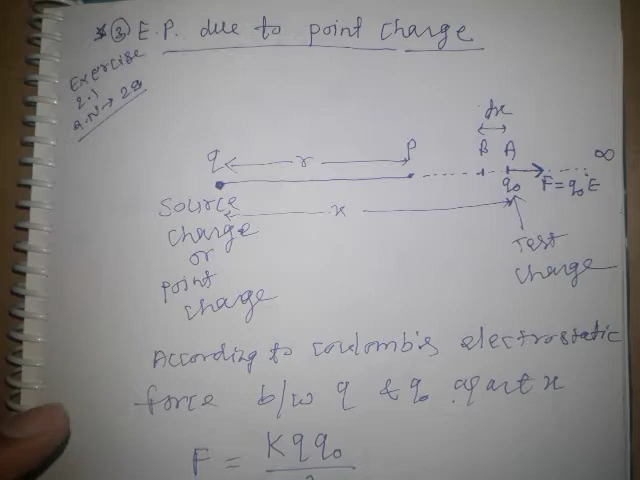 * ③ E.P. due to point charge
Exercise
2.1
Q.N → 28
dx
q r P B A ∞
q₀ F = q₀E
Source
charge
or
point
charge
x
Test
charge
According to Coulomb's electrostatic
force b/w q & q₀ apart x
F = Kqq₀